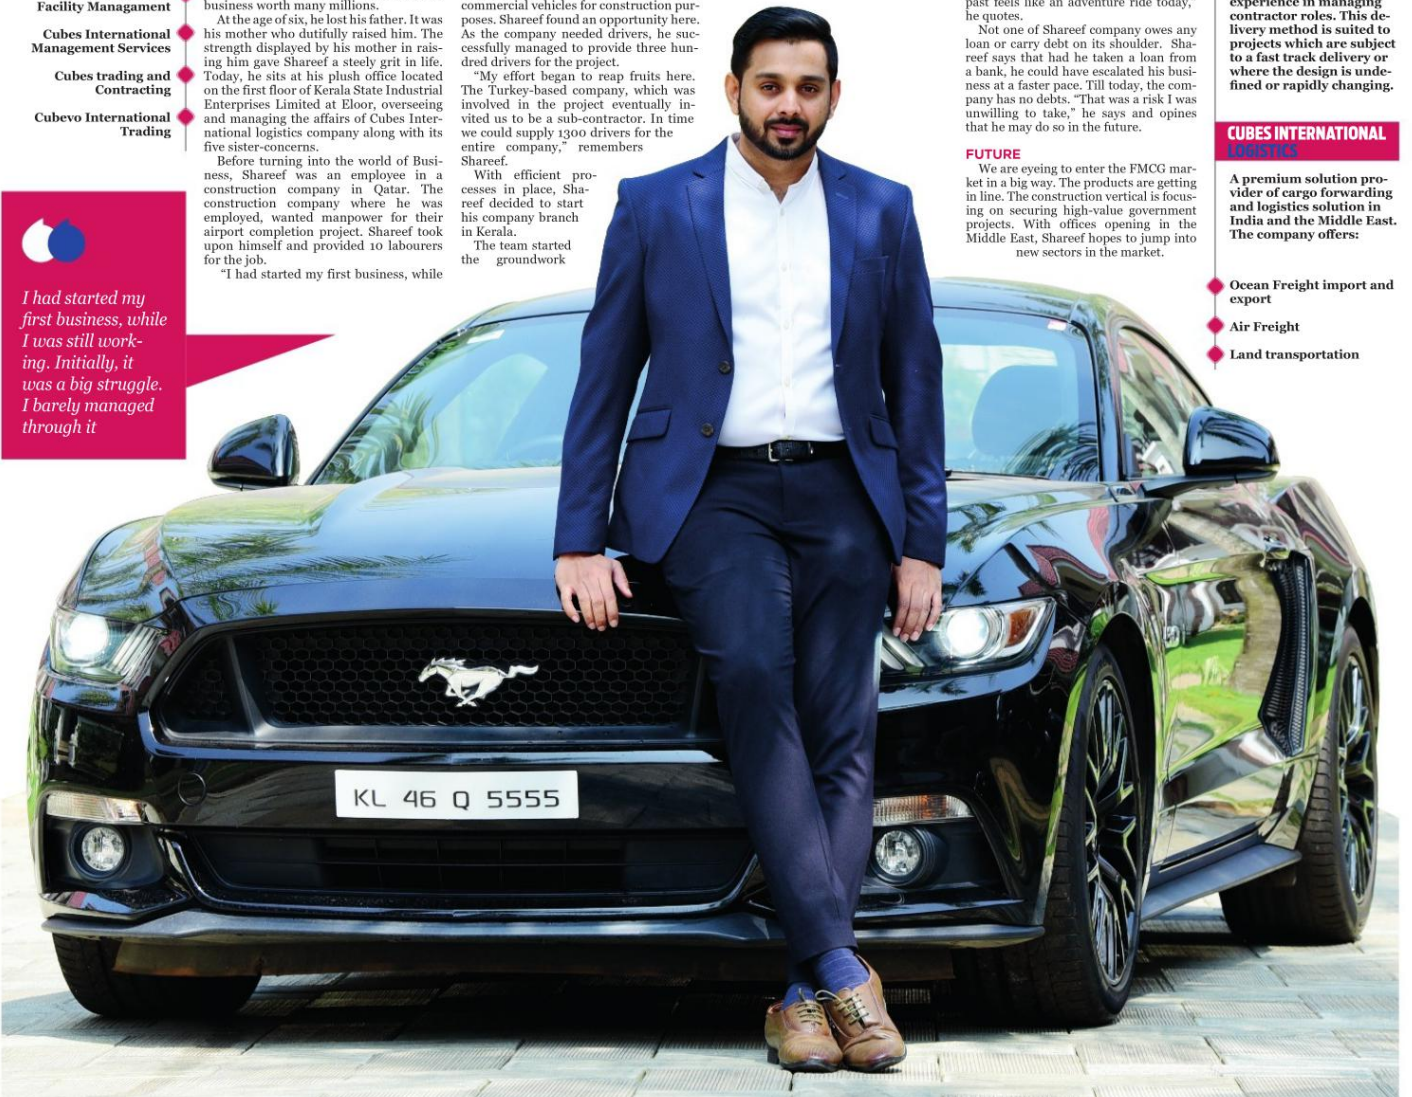 Facility Managament
Cubes International
Management Services
Cubes trading and
Contracting
Cubevo International
Trading
I had started my
first business, while
I was still work-
ing. Initially, it
was a big struggle.
I barely managed
through it
business worth many millions.
At the age of six, he lost his father. It was
his mother who dutifully raised him. The
strength displayed by his mother in rais-
ing him gave Shareef a steely grit in life.
Today, he sits at his plush office located
on the first floor of Kerala State Industrial
Enterprises Limited at Eloor, overseeing
and managing the affairs of Cubes Inter-
national logistics company along with its
five sister-concerns.
Before turning into the world of Busi-
ness, Shareef was an employee in a
construction company in Qatar. The
construction company where he was
employed, wanted manpower for their
airport completion project. Shareef took
upon himself and provided 10 labourers
for the job.
“I had started my first business, while
commercial vehicles for construction pur-
poses. Shareef found an opportunity here.
As the company needed drivers, he suc-
cessfully managed to provide three hun-
dred drivers for the project.
“My effort began to reap fruits here.
The Turkey-based company, which was
involved in the project eventually in-
vited us to be a sub-contractor. In time
we could supply 1300 drivers for the
entire company,” remembers
Shareef.
With efficient pro-
cesses in place, Sha-
reef decided to start
his company branch
in Kerala.
The team started
the groundwork
past feels like an adventure ride today,”
he quotes.
Not one of Shareef company owes any
loan or carry debt on its shoulder. Sha-
reef says that had he taken a loan from
a bank, he could have escalated his busi-
ness at a faster pace. Till today, the com-
pany has no debts. “That was a risk I was
unwilling to take,” he says and opines
that he may do so in the future.
FUTURE
We are eyeing to enter the FMCG mar-
ket in a big way. The products are getting
in line. The construction vertical is focus-
ing on securing high-value government
projects. With offices opening in the
Middle East, Shareef hopes to jump into
new sectors in the market.
experience in managing
contractor roles. This de-
livery method is suited to
projects which are subject
to a fast track delivery or
where the design is unde-
fined or rapidly changing.
CUBES INTERNATIONAL
LOGISTICS
A premium solution pro-
vider of cargo forwarding
and logistics solution in
India and the Middle East.
The company offers:
Ocean Freight import and
export
Air Freight
Land transportation
KL 46 Q 5555